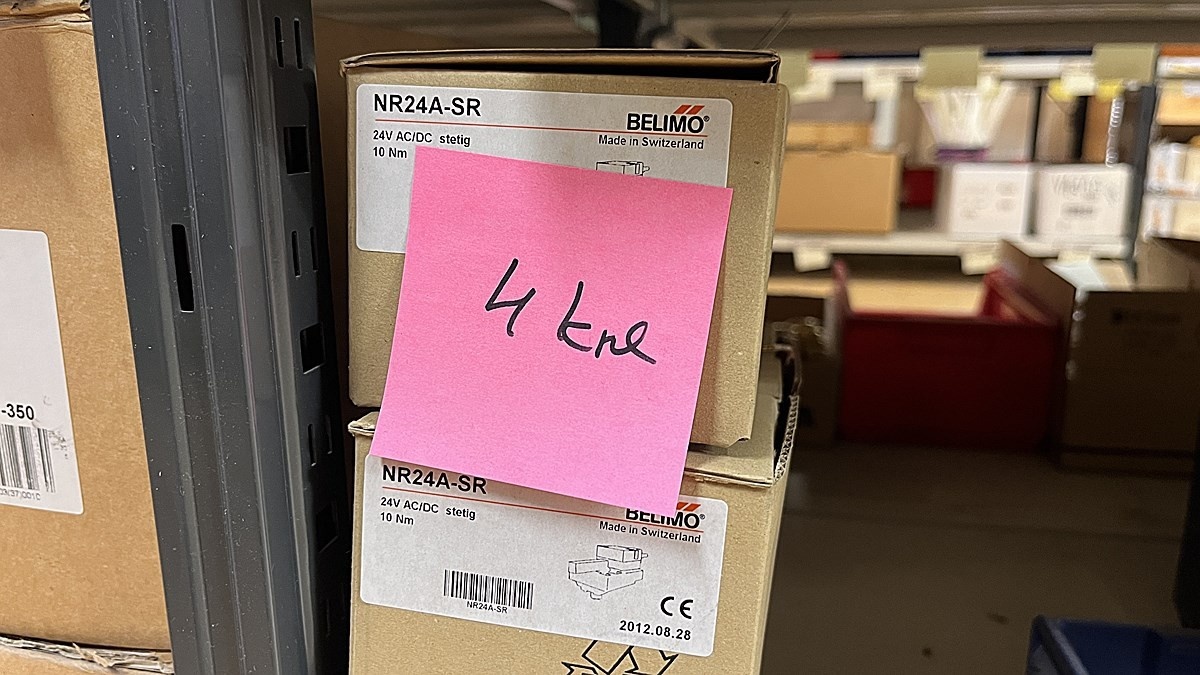 NR24A-SR
BELIMO®
24V AC/DC stetig
Made in Switzerland
10 Nm
4 kpl
NR24A-SR
24V AC/DC stetig
BELIMO®
10 Nm
Made in Switzerland
NR24A-SR
CE
2012.08.28
-350